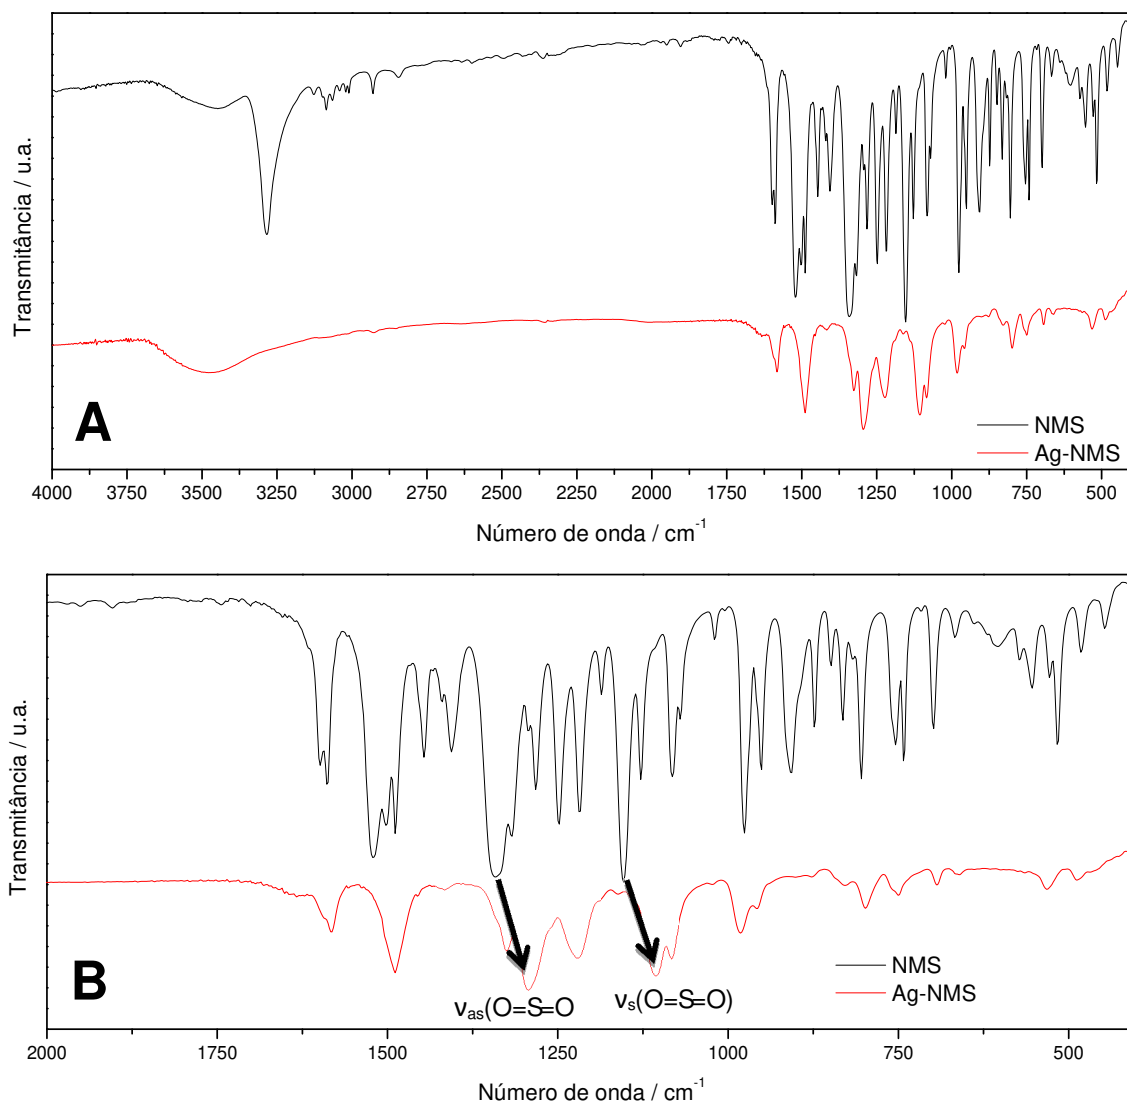 Transmitância / u.a.
A
NMS
Ag-NMS
4000 3750 3500 3250 3000 2750 2500 2250 2000 1750 1500 1250 1000 750 500
Número de onda / cm⁻¹
Transmitância / u.a.
B
NMS
Ag-NMS
νas(O=S=O
νs(O=S=O)
2000 1750 1500 1250 1000 750 500
Número de onda / cm⁻¹